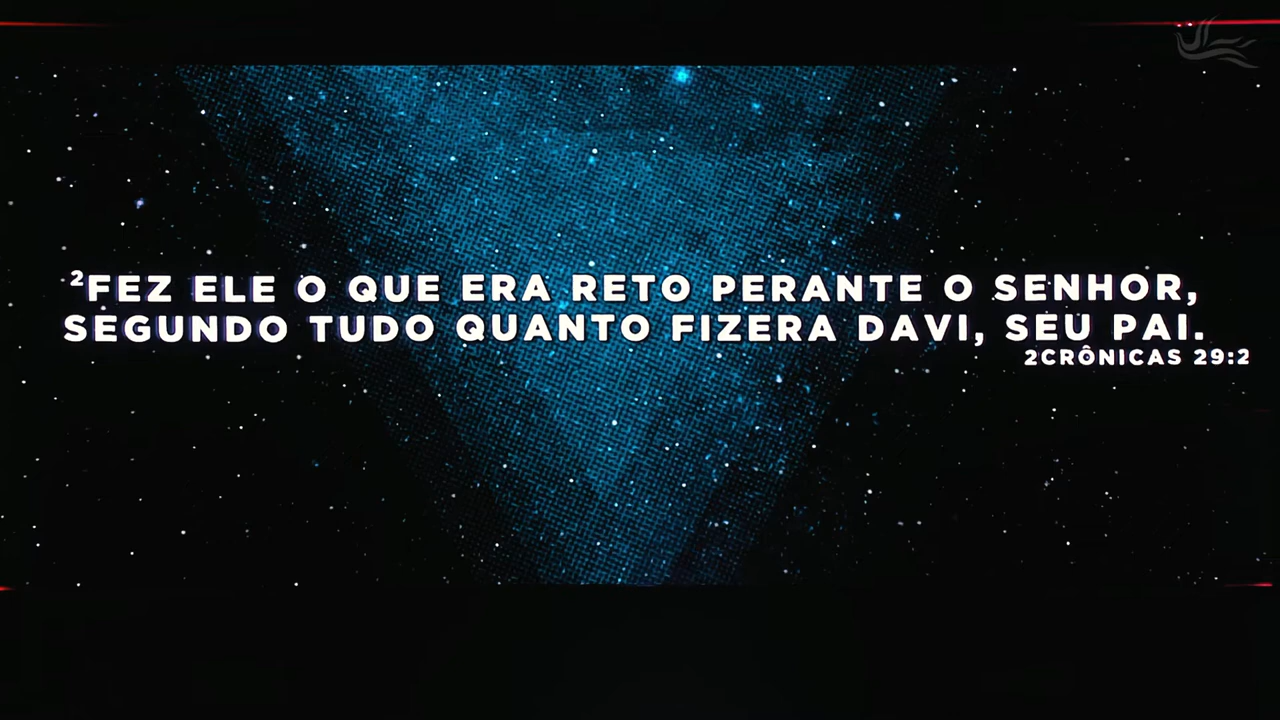 ²FEZ ELE O QUE ERA RETO PERANTE O SENHOR,
SEGUNDO TUDO QUANTO FIZERA DAVI, SEU PAI.
2CRÔNICAS 29:2